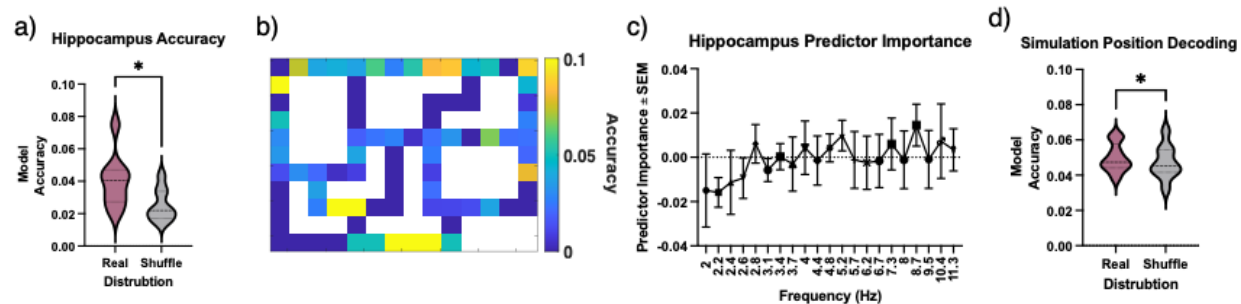 a)
Hippocampus Accuracy
*
0.10
0.08
0.06
0.04
0.02
0.00
Model
Accuracy
Real Shuffle
Distrubtion
b)
0.1
0.05
0
Accuracy
c)
Hippocampus Predictor Importance
Predictor Importance ± SEM
0.04
0.02
0.00
-0.02
-0.04
2
2.2
2.4
2.6
2.8
3.1
3.4
3.7
4
4.4
4.8
5.2
5.7
6.2
6.7
7.3
8
8.7
9.5
10.4
11.3
Frequency (Hz)
d)
Simulation Position Decoding
*
0.10
0.08
0.06
0.04
0.02
0.00
Model
Accuracy
Real Shuffle
Distrubtion